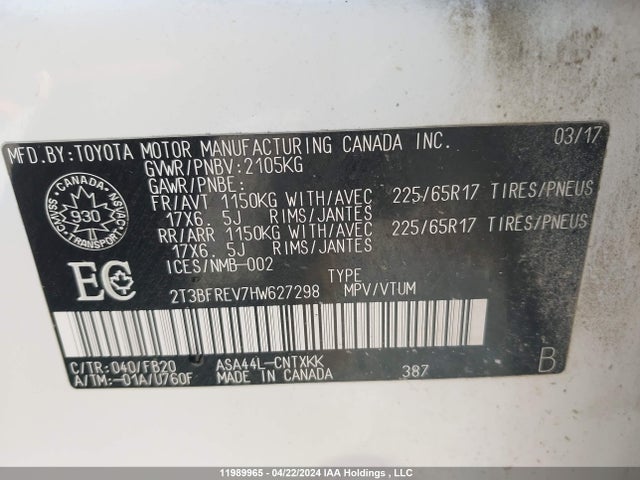 MFD.BY:TOYOTA MOTOR MANUFACTURING CANADA INC. 03/17
GVWR/PNBV:2105KG
GAWR/PNBE:
FR/AVT 1150KG WITH/AVEC 225/65R17 TIRES/PNEUS
17X6.5J RIMS/JANTES
RR/ARR 1150KG WITH/AVEC 225/65R17 TIRES/PNEUS
17X6.5J RIMS/JANTES
ICES/NMB-002 TYPE
2T3BFREV7HW627298 MPV/VTUM
CANADA
CMVSS 930 NSVAC
TRANSPORT
EC
C/TR:040/FB20 ASA44L-CNTXKK B
A/TM:-01A/U760F MADE IN CANADA 387
11989965 - 04/22/2024 IAA Holdings , LLC